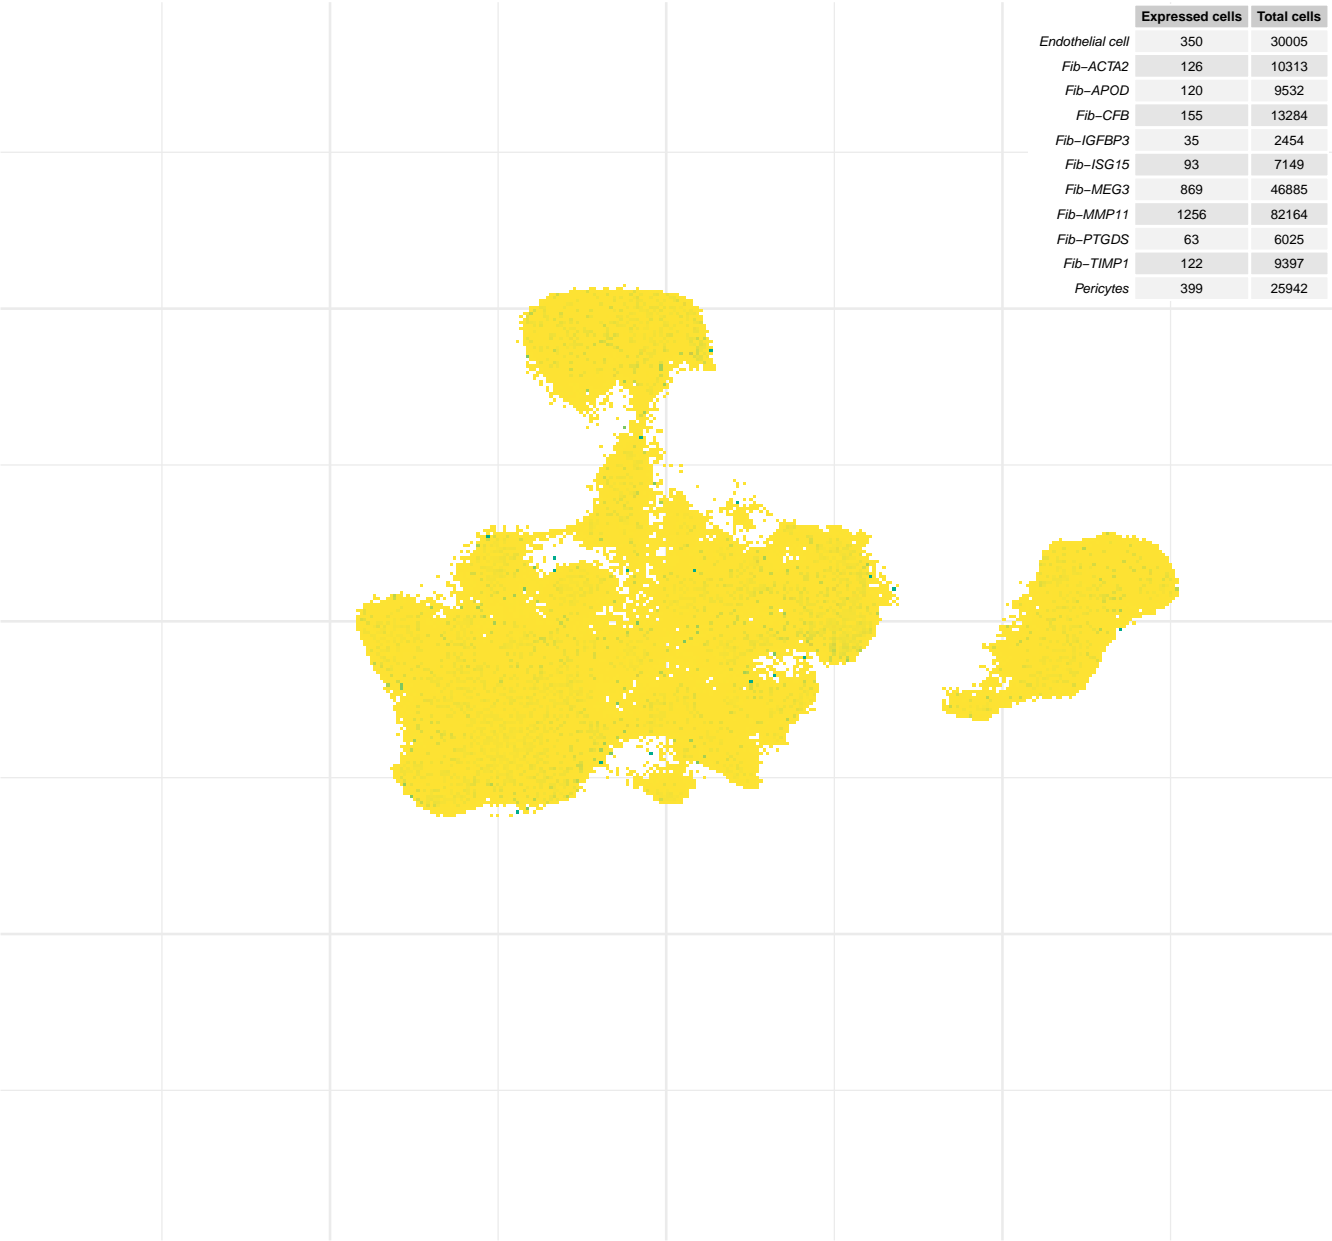 Expressed cells Total cells
Endothelial cell 350 30005
Fib−ACTA2 126 10313
Fib−APOD 120 9532
Fib−CFB 155 13284
Fib−IGFBP3 35 2454
Fib−ISG15 93 7149
Fib−MEG3 869 46885
Fib−MMP11 1256 82164
Fib−PTGDS 63 6025
Fib−TIMP1 122 9397
Pericytes 399 25942